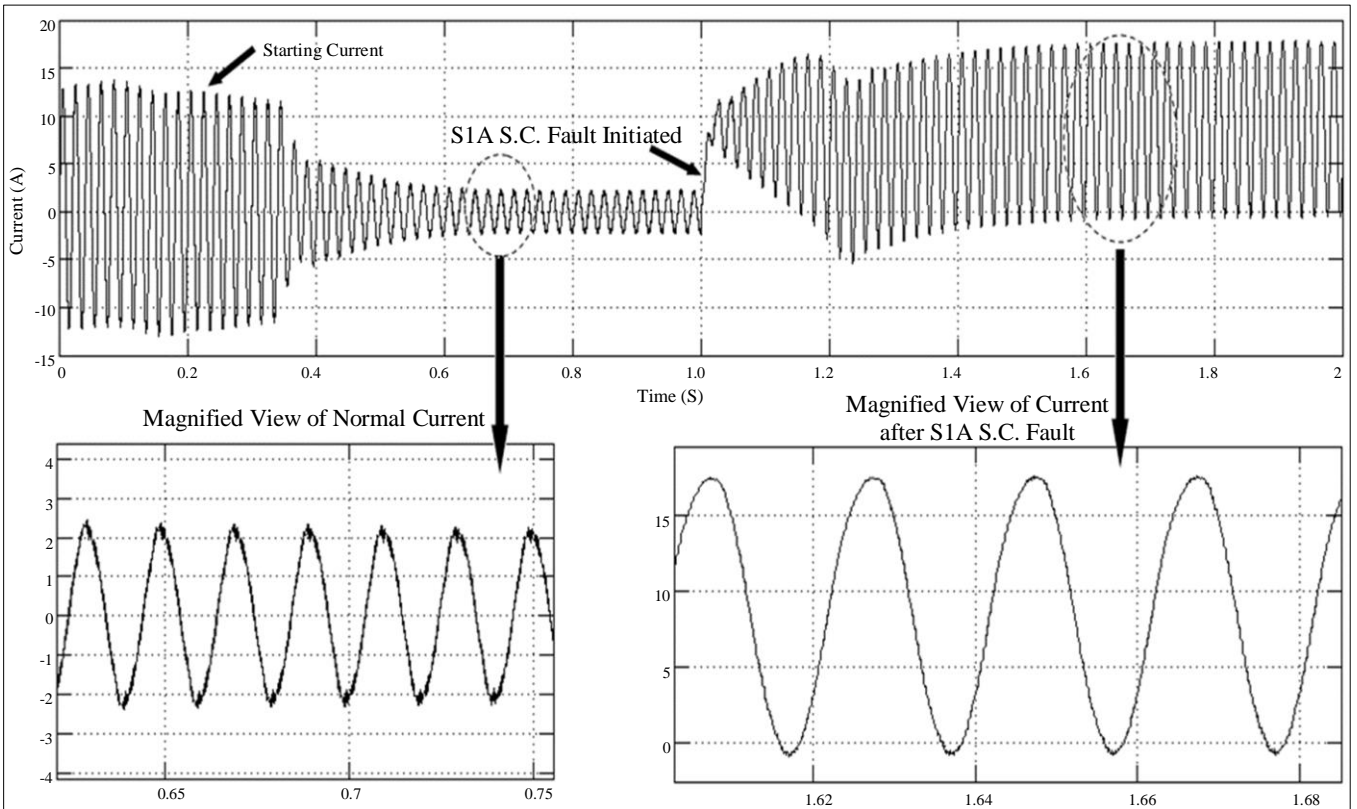 20
15
10
5
0
-5
-10
-15
Current (A)
Starting Current
S1A S.C. Fault Initiated
0 0.2 0.4 0.6 0.8 1.0 1.2 1.4 1.6 1.8 2
Time (S)
Magnified View of Normal Current
4
3
2
1
0
-1
-2
-3
-4
0.65 0.7 0.75
Magnified View of Current
after S1A S.C. Fault
15
10
5
0
1.62 1.64 1.66 1.68